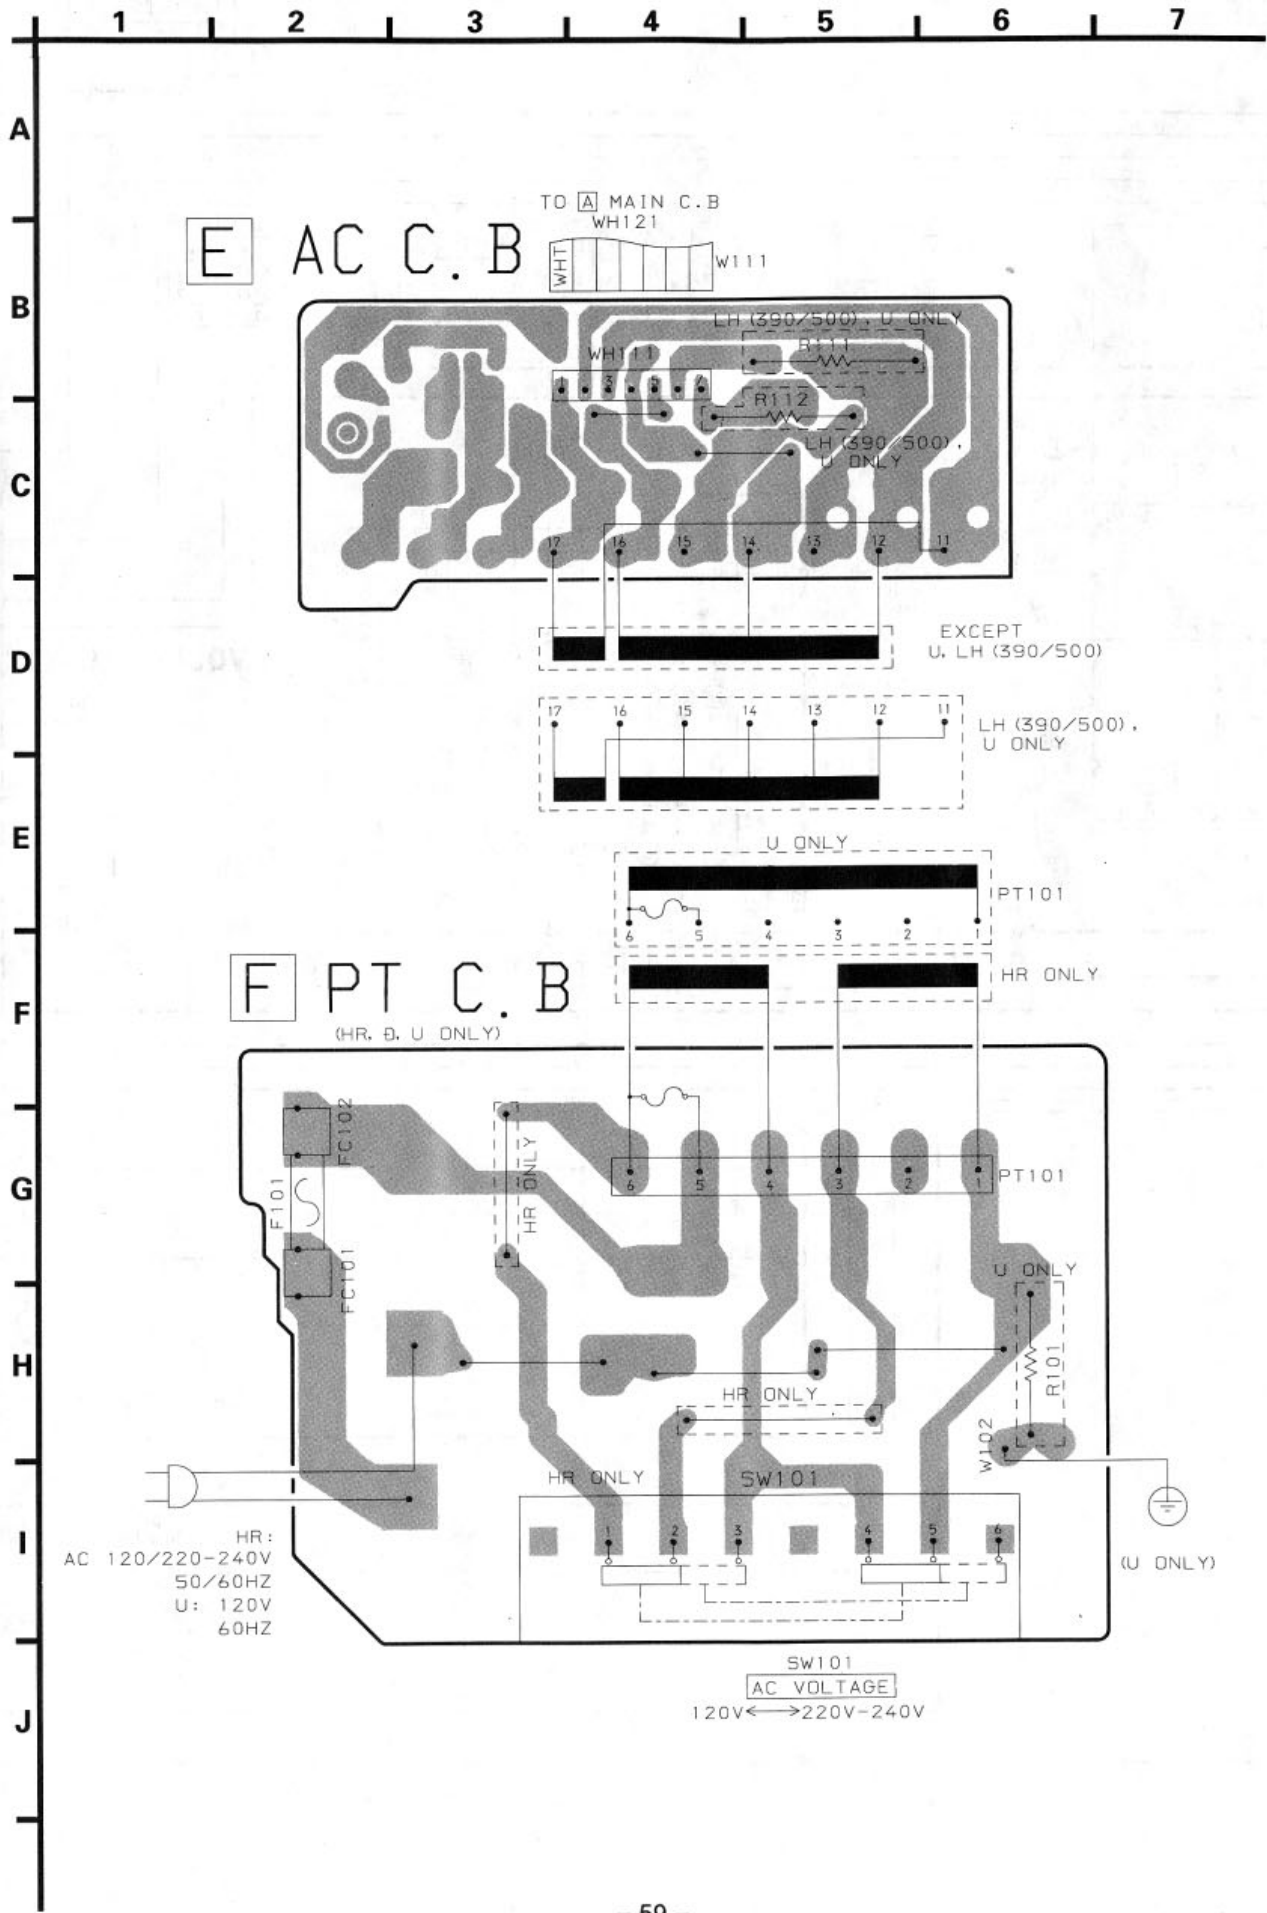 1 2 3 4 5 6 7
A
TO A MAIN C.B
WH121
E AC C.B
WHT
W111
B
LH (390/500), U ONLY
R111
WH111
1 3 5 7
R112
LH (390/500),
U ONLY
C
17 16 15 14 13 12 11
EXCEPT
U, LH (390/500)
D
17 16 15 14 13 12 11
LH (390/500),
U ONLY
E
U ONLY
PT101
6 5 4 3 2 1
HR ONLY
F PT C.B
F
(HR, D, U ONLY)
FC102
HR ONLY
PT101
6 5 4 3 2 1
G
F101
FC101
U ONLY
H
R101
HR ONLY
W102
HR ONLY
SW101
1 2 3 4 5 6
I
HR:
AC 120/220-240V
50/60HZ
U: 120V
60HZ
(U ONLY)
SW101
AC VOLTAGE
120V↔220V-240V
J
- 59 -